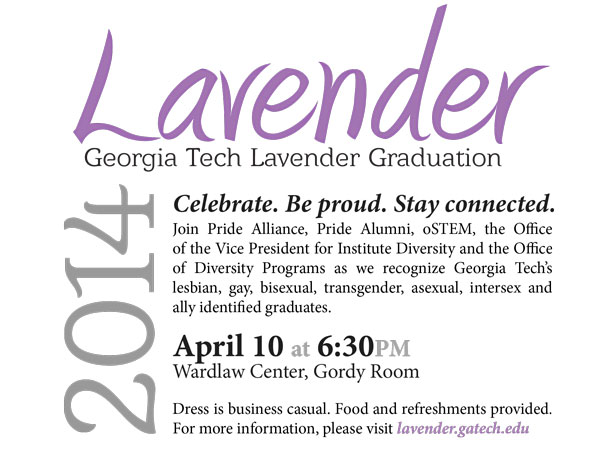 Lavender
Georgia Tech Lavender Graduation
2014
Celebrate. Be proud. Stay connected.
Join Pride Alliance, Pride Alumni, oSTEM, the Office
of the Vice President for Institute Diversity and the Office
of Diversity Programs as we recognize Georgia Tech's
lesbian, gay, bisexual, transgender, asexual, intersex and
ally identified graduates.
April 10 at 6:30PM
Wardlaw Center, Gordy Room
Dress is business casual. Food and refreshments provided.
For more information, please visit lavender.gatech.edu